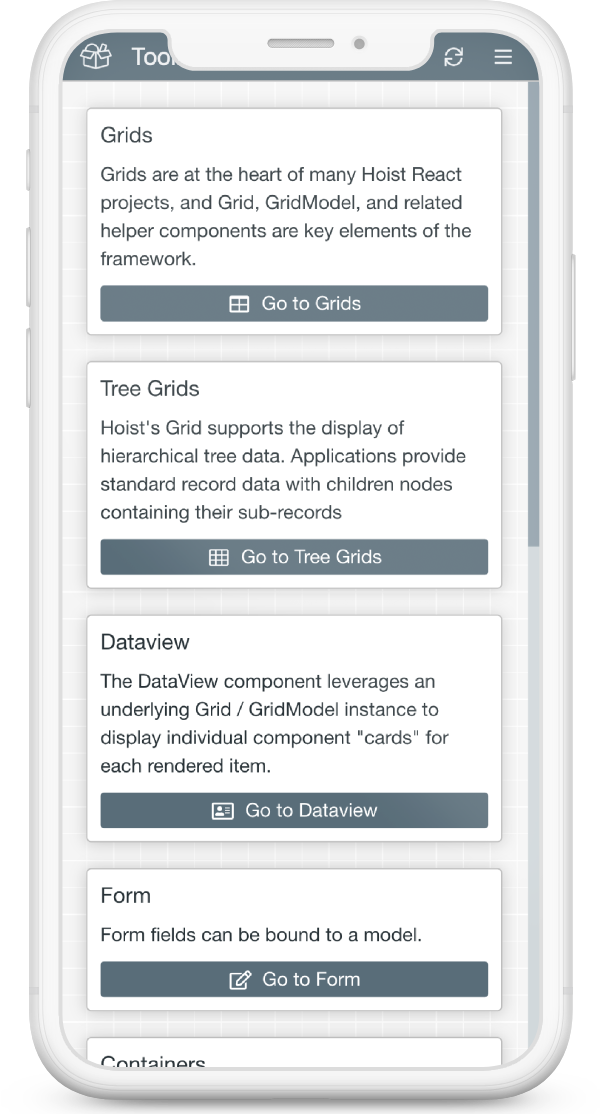 Tool
Grids
Grids are at the heart of many Hoist React
projects, and Grid, GridModel, and related
helper components are key elements of the
framework.
Go to Grids
Tree Grids
Hoist's Grid supports the display of
hierarchical tree data. Applications provide
standard record data with children nodes
containing their sub-records
Go to Tree Grids
Dataview
The DataView component leverages an
underlying Grid / GridModel instance to
display individual component "cards" for
each rendered item.
Go to Dataview
Form
Form fields can be bound to a model.
Go to Form
Containers